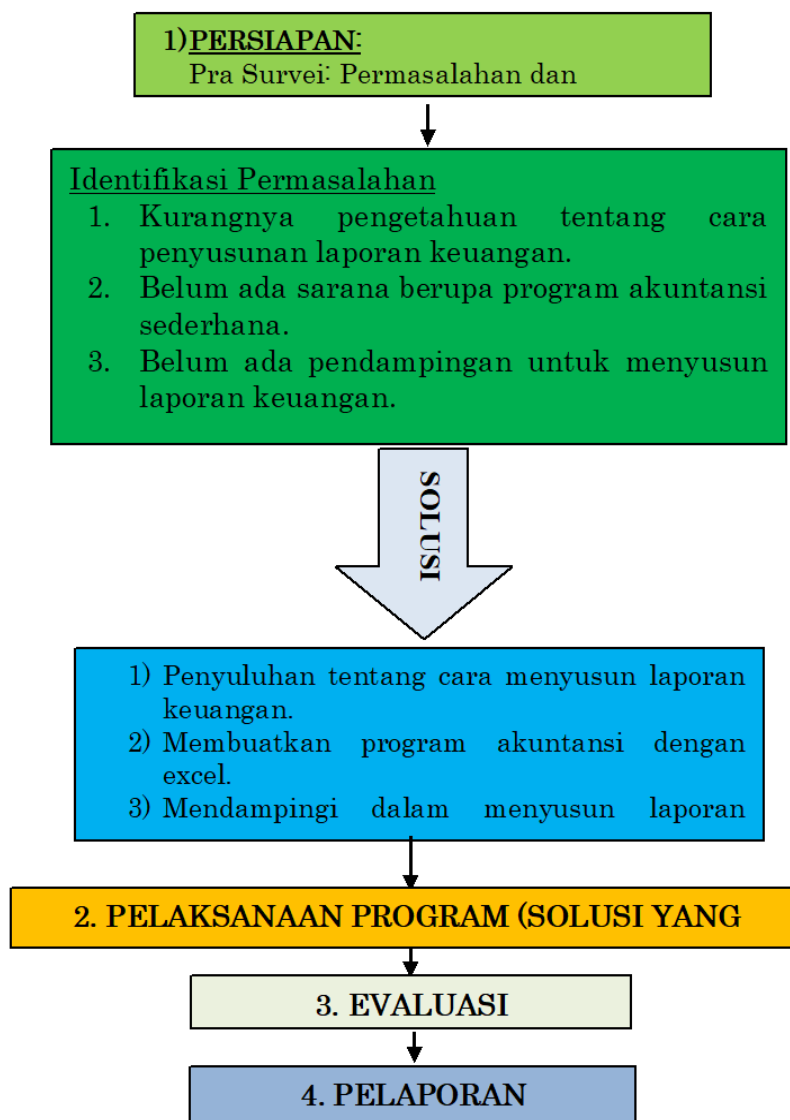 1) PERSIAPAN:
Pra Survei: Permasalahan dan
Identifikasi Permasalahan
1. Kurangnya pengetahuan tentang cara
penyusunan laporan keuangan.
2. Belum ada sarana berupa program akuntansi
sederhana.
3. Belum ada pendampingan untuk menyusun
laporan keuangan.
SOLUSI
1) Penyuluhan tentang cara menyusun laporan
keuangan.
2) Membuatkan program akuntansi dengan
excel.
3) Mendampingi dalam menyusun laporan
2. PELAKSANAAN PROGRAM (SOLUSI YANG
3. EVALUASI
4. PELAPORAN